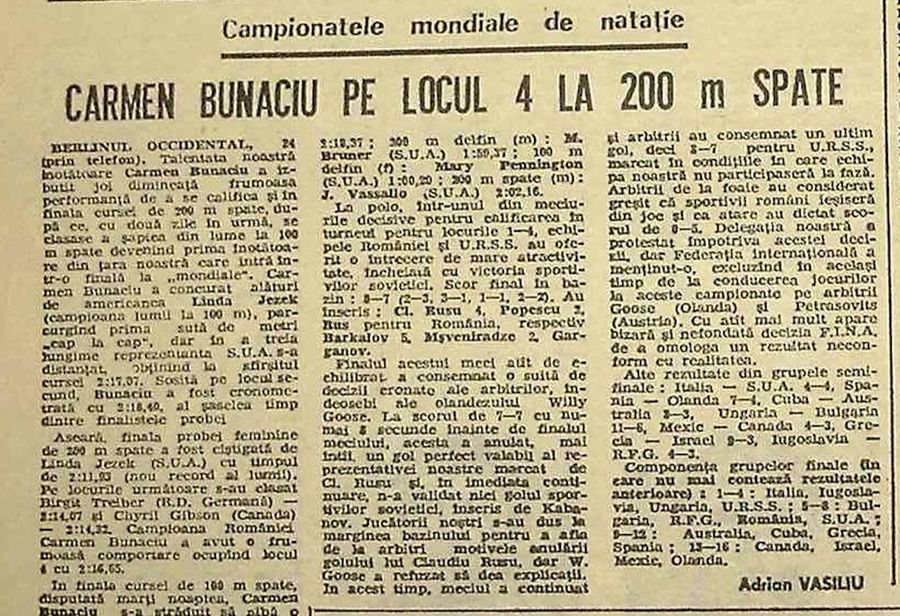 Campionatele mondiale de natație
CARMEN BUNACIU PE LOCUL 4 LA 200 m SPATE
BERLINUL OCCIDENTAL, 24
(prin telefon). Talentata noastră
înotătoare Carmen Bunaciu a iz-
butit joi dimineață frumoasa
performanță de a se califica și în
finala cursei de 200 m spate, du-
pă ce, cu două zile în urmă, se
clasase a șaptea din lume la 100
m spate devenind prima înotătoa-
re din țara noastră care intră în-
tr-o finală la „mondiale". Car-
men Bunaciu a concurat alături
de americanca Linda Jezek
(campioana lumii la 100 m), par-
curgînd prima sută de metri
„cap la cap", dar în a treia
lungime reprezentanta S.U.A. s-a
distanțat, obținînd la sfîrșitul
cursei 2:17,07. Sosită pe locul se-
cund, Bunaciu a fost cronome-
trată cu 2:18,40, al șaselea timp
dintre finalistele probei
Aseară, finala probei feminine
de 200 m spate a fost cîștigată de
Linda Jezek (S.U.A.) cu timpul
de 2:11,93 (nou record al lumii).
Pe locurile următoare s-au clasat
Birgit Treiber (R.D. Germană) —
2:14,07 și Chyril Gibson (Canada)
— 2:14,32. Campioana României
Carmen Bunaciu a avut o fru-
moasă comportare ocupînd locul
4 cu 2:16,65.
In finala cursei de 100 m spate,
disputată marți noaptea, Carmen
Bunaciu s-a străduit să aibă o
2:18,37; 200 m delfin (m): M.
Bruner (S.U.A.) 1:59,37; 100 m
delfin (f): Mary Pennington
(S.U.A.) 1:00,20; 200 m spate (m):
J. Vassallo (S.U.A.) 2:02,16.
La polo, într-unul din meciu-
rile decisive pentru calificarea în
turneul pentru locurile 1—4, echi-
pele României și U.R.S.S. au ofe-
rit o întrecere de mare atractivi-
tate, încheiată cu victoria sporti-
vilor sovietici. Scor final în ba-
zin: 8—7 (2—3, 3—1, 1—1, 2—2). Au
înscris: Cl. Rusu 4, Popescu 2,
Rus pentru România, respectiv
Barkalov 5, Mșveniradze 2, Gar-
ganov.
Finalul acestui meci atît de e-
chilibrat a consemnat o suită de
decizii eronate ale arbitrilor, în-
deosebi ale olandezului Willy
Goose. La scorul de 7—7 cu nu-
mai 8 secunde înainte de finalul
meciului, acesta a anulat, mai
întîi, un gol perfect valabil al re-
prezentativei noastre marcat de
Cl. Rusu și, în imediata conti-
nuare, n-a validat nici golul spor-
tivilor sovietici, înscris de Kaba-
nov. Jucătorii noștri s-au dus la
marginea bazinului pentru a afla
de la arbitri motivele anulării
golului lui Claudiu Rusu, dar W.
Goose a refuzat să dea explicații.
În acest timp, meciul a continuat
și arbitrii au consemnat un ultim
gol, deci 8—7 pentru U.R.S.S.,
marcat în condițiile în care echi-
pa noastră nu participaseră la fază.
Arbitrii de la foaie au considerat
greșit că sportivii români ieșiseră
din joc și ca atare au dictat sco-
rul de 0—5. Delegația noastră a
protestat împotriva acestei deci-
zii, dar Federația internațională a
menținut-o, excluzînd în același
timp de la conducerea jocurilor
la aceste campionate pe arbitrii
Goose (Olanda) și Petrasovits
(Austria). Cu atît mai mult apare
bizară și nefondată decizia F.I.N.A.
de a omologa un rezultat necon-
form cu realitatea.
Alte rezultate din grupele semi-
finale: Italia — S.U.A. 4—4, Spa-
nia — Olanda 7—4, Cuba — Aus-
tralia 3—3, Ungaria — Bulgaria
11—6, Mexic — Canada 4—3, Gre-
cia — Israel 9—3, Iugoslavia —
R.F.G. 4—3.
Componența grupelor finale (în
care nu mai contează rezultatele
anterioare): 1—4: Italia, Iugosla-
via, Ungaria, U.R.S.S.; 5—8: Bul-
garia, R.F.G., România, S.U.A.;
9—12: Australia, Cuba, Grecia,
Spania; 13—16: Canada, Israel,
Mexic, Olanda.
Adrian VASILIU